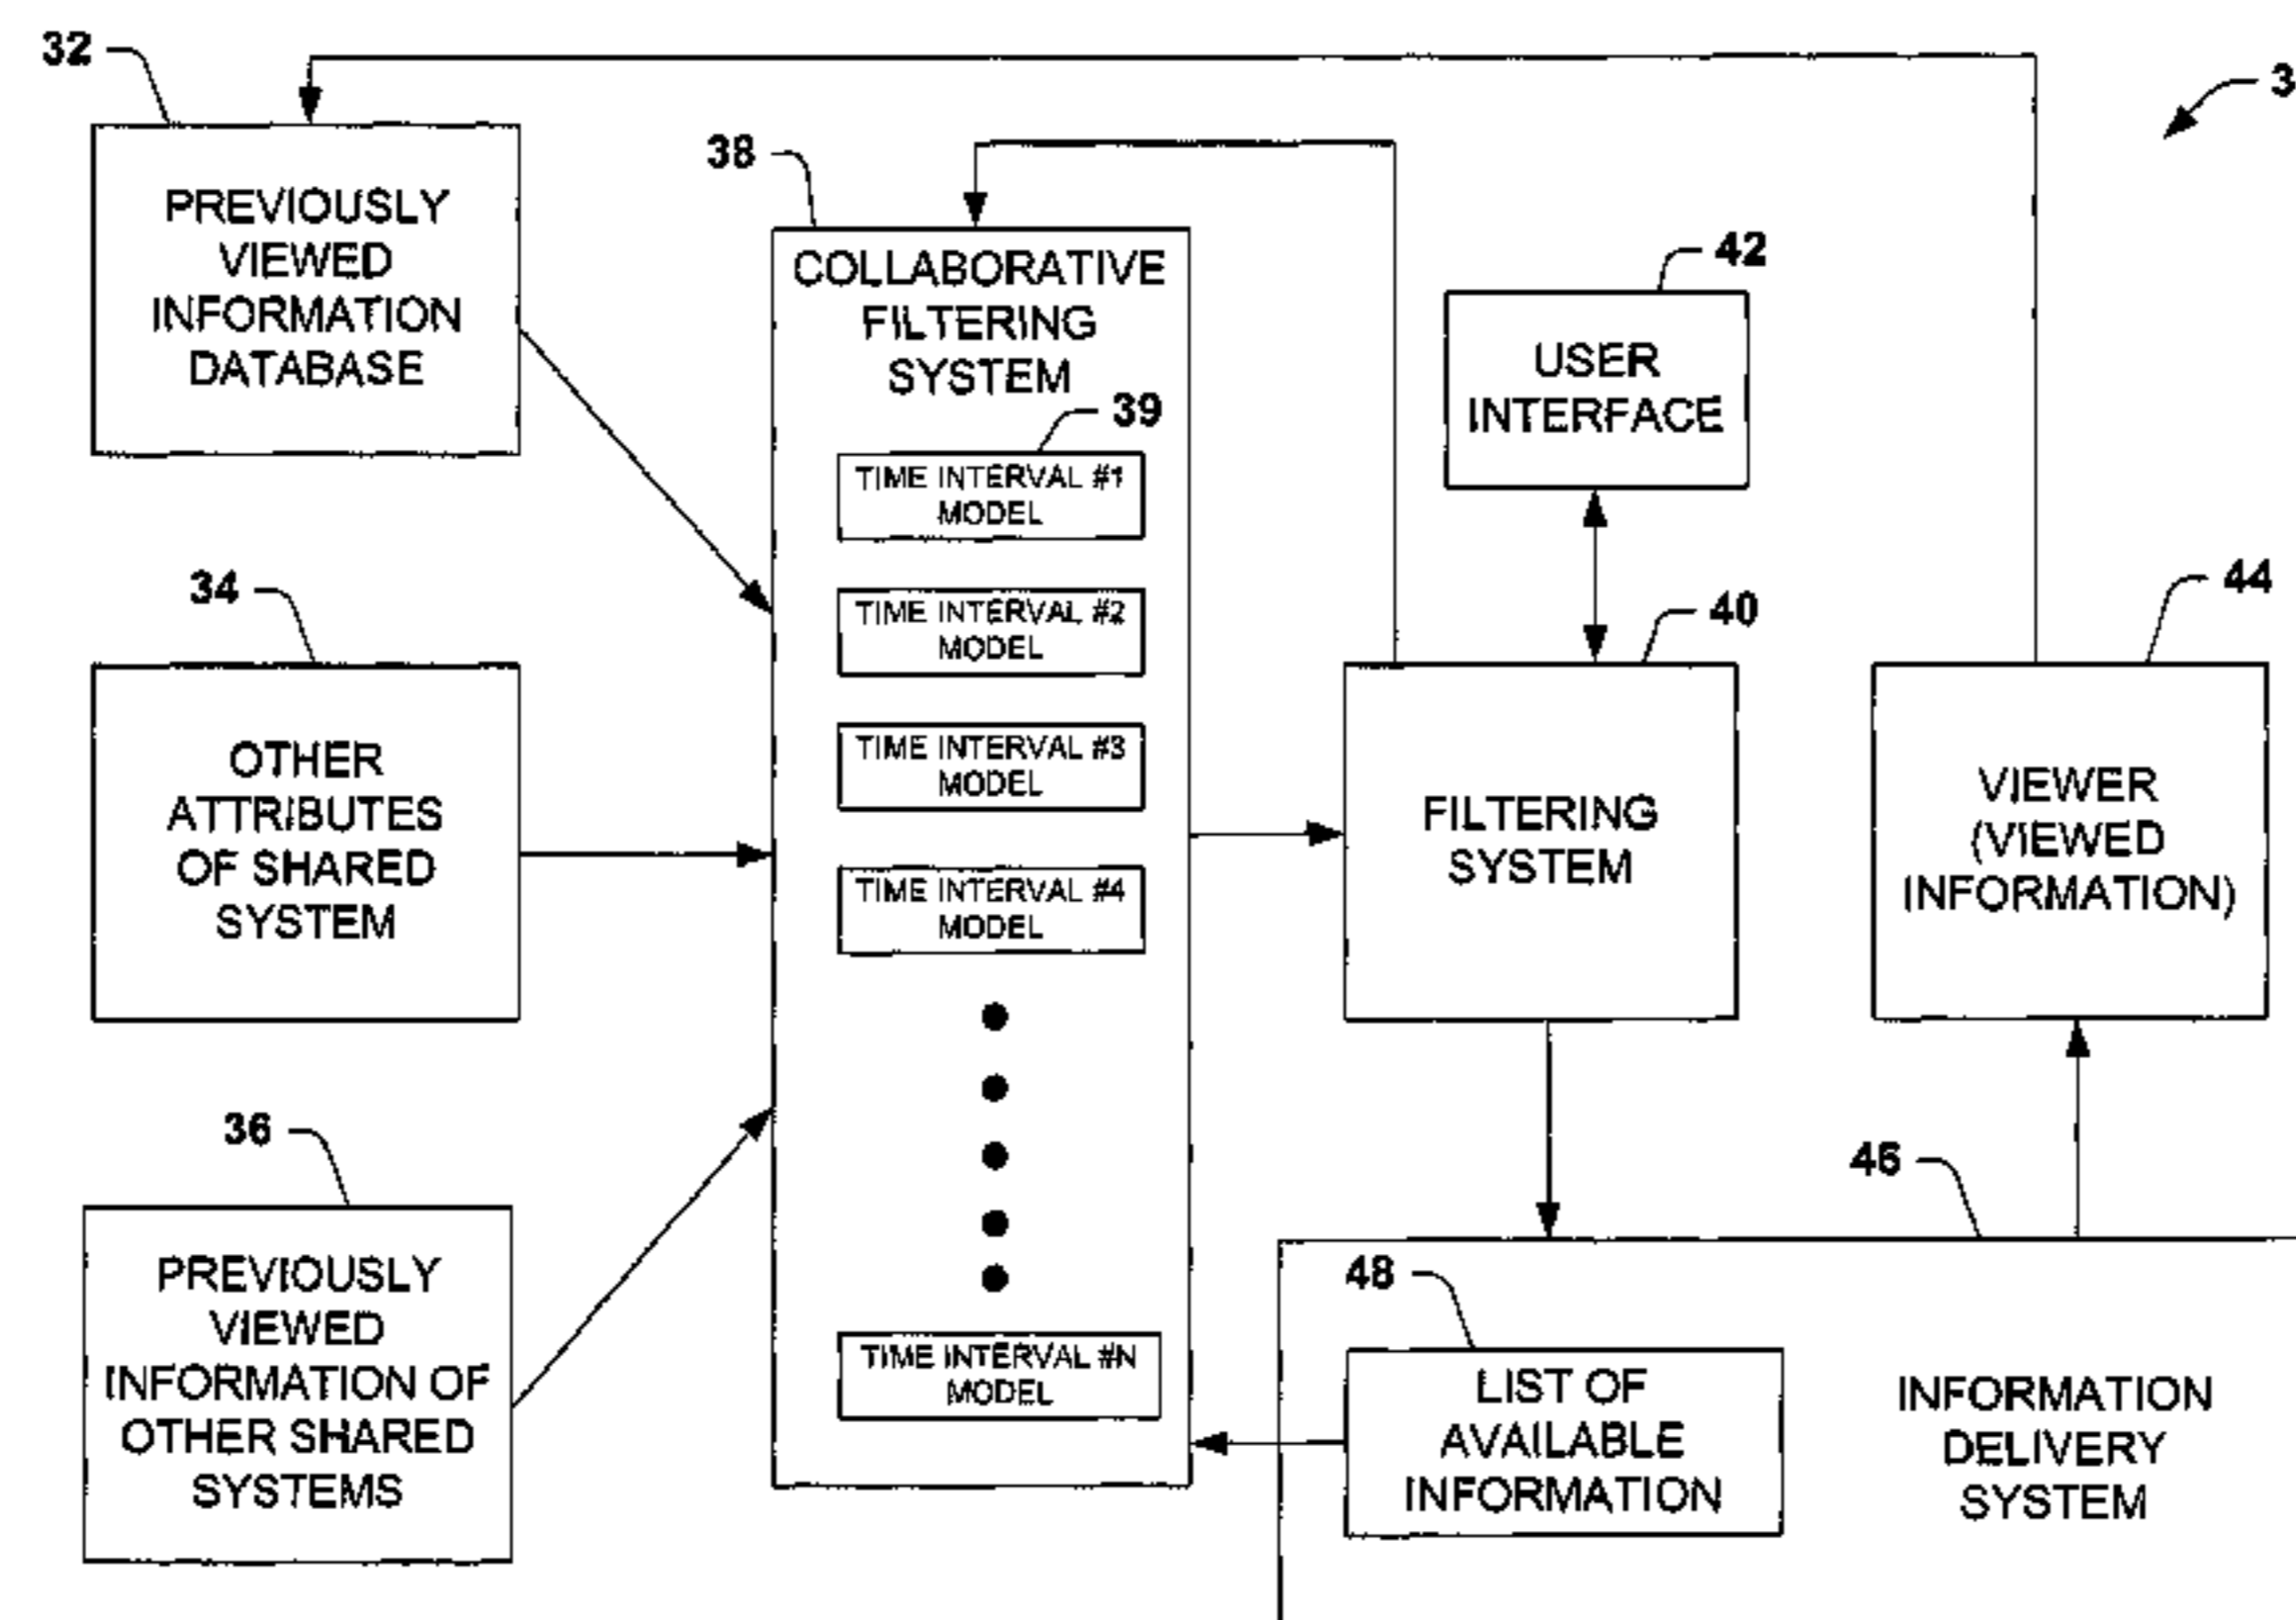 32
3
PREVIOUSLY
VIEWED
INFORMATION
DATABASE
34
OTHER
ATTRIBUTES
OF SHARED
SYSTEM
36
PREVIOUSLY
VIEWED
INFORMATION OF
OTHER SHARED
SYSTEMS
38
COLLABORATIVE
FILTERING
SYSTEM
39
TIME INTERVAL #1
MODEL
TIME INTERVAL #2
MODEL
TIME INTERVAL #3
MODEL
TIME INTERVAL #4
MODEL
TIME INTERVAL #N
MODEL
42
USER
INTERFACE
40
FILTERING
SYSTEM
44
VIEWER
(VIEWED
INFORMATION)
46
48
LIST OF
AVAILABLE
INFORMATION
INFORMATION
DELIVERY
SYSTEM